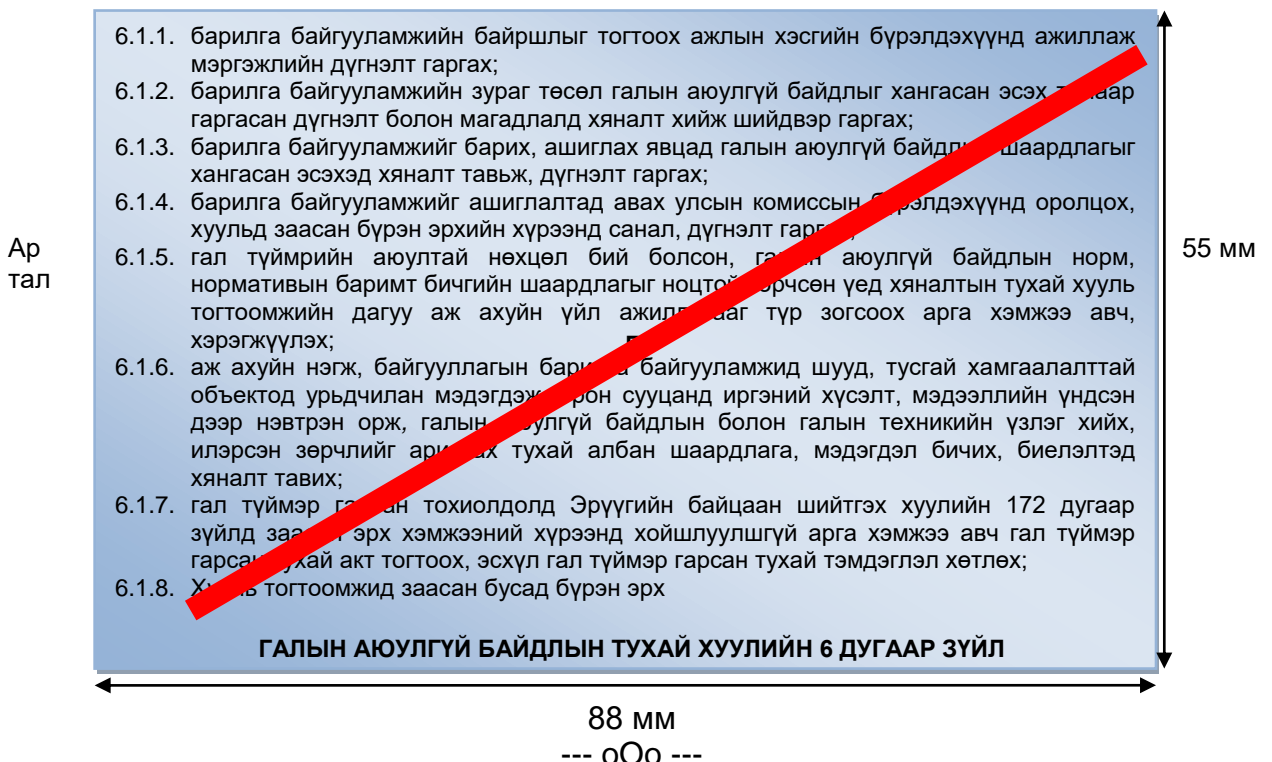 6.1.1. барилга байгууламжийн байршлыг тогтоох ажлын хэсгийн бүрэлдэхүүнд ажиллаж
мэргэжлийн дүгнэлт гаргах;
6.1.2. барилга байгууламжийн зураг төсөл галын аюулгүй байдлыг хангасан эсэх
гаргасан дүгнэлт болон магадлалд хяналт хийж шийдвэр гаргах;
6.1.3. барилга байгууламжийг барих, ашиглах явцад галын аюулгүй шаардлагыг
хангасан эсэхэд хяналт тавьж, дүгнэлт гаргах;
6.1.4. барилга байгууламжийг ашиглалтад авах улсын комиссын бүрэлдэхүүнд оролцох,
хуульд заасан бүрэн эрхийн хүрээнд санал, дүгнэлт
6.1.5. гал түймрийн аюултай нөхцөл бий болсон, аюулгүй байдлын норм,
нормативын баримт бичгийн шаардлагыг ноцтой үед хяналтын тухай хууль
тогтоомжийн дагуу аж ахуйн үйл түр зогсоох арга хэмжээ авч,
хэрэгжүүлэх;
6.1.6. аж ахуйн нэгж, байгууллагын байгууламжид шууд, тусгай хамгаалалттай
объектод урьдчилан сууцанд иргэний хүсэлт, мэдээллийн үндсэн
дээр нэвтрэн орж, галын байдлын болон галын техникийн үзлэг хийх,
илэрсэн зөрчлийг тухай албан шаардлага, мэдэгдэл бичих, биелэлтэд
хяналт тавих;
6.1.7. гал түймэр тохиолдолд Эрүүгийн байцаан шийтгэх хуулийн 172 дугаар
зүйлд эрх хэмжээний хүрээнд хойшлуулшгүй арга хэмжээ авч гал түймэр
гарсан тухай акт тогтоох, эсхүл гал түймэр гарсан тухай тэмдэглэл хөтлөх;
6.1.8. тогтоомжид заасан бусад бүрэн эрх
ГАЛЫН АЮУЛГҮЙ БАЙДЛЫН ТУХАЙ ХУУЛИЙН 6 ДУГААР ЗҮЙЛ
Ар
тал
55 мм
88 мм
--- оОо ---